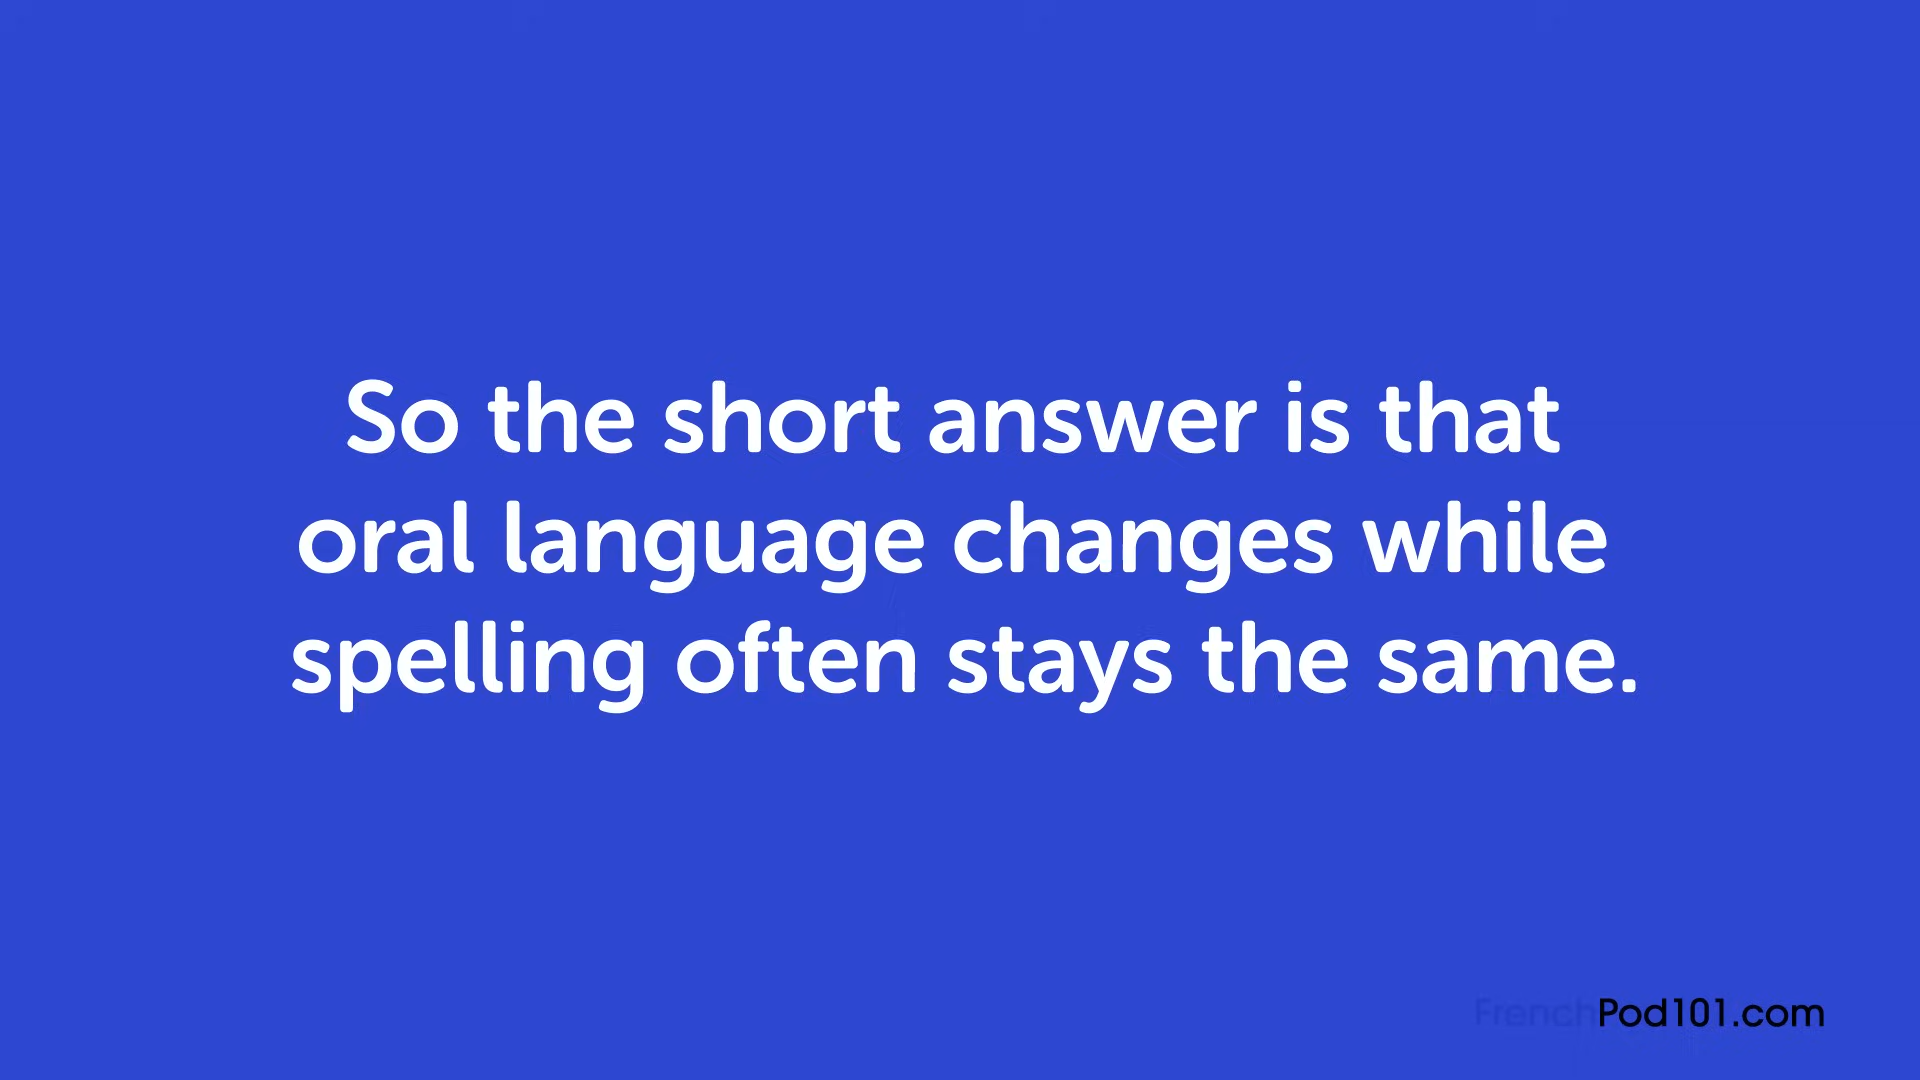 So the short answer is that
oral language changes while
spelling often stays the same.
FrenchPod101.com